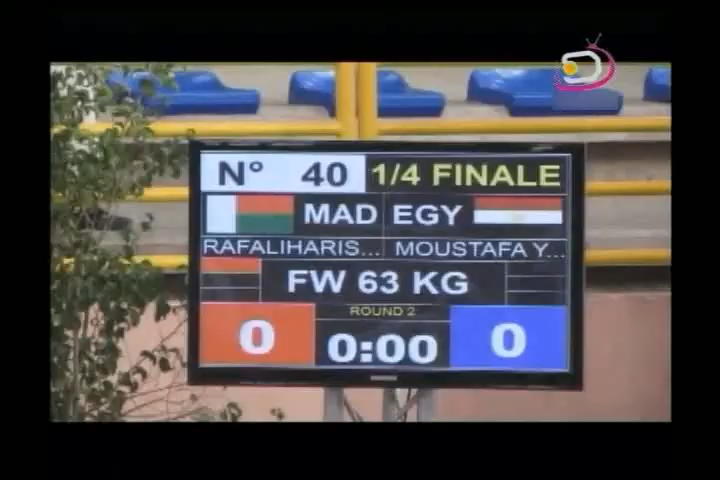 N° 40 1/4 FINALE
MAD EGY
RAFALIHARIS... MOUSTAFA Y...
FW 63 KG
ROUND 2
0 0:00 0